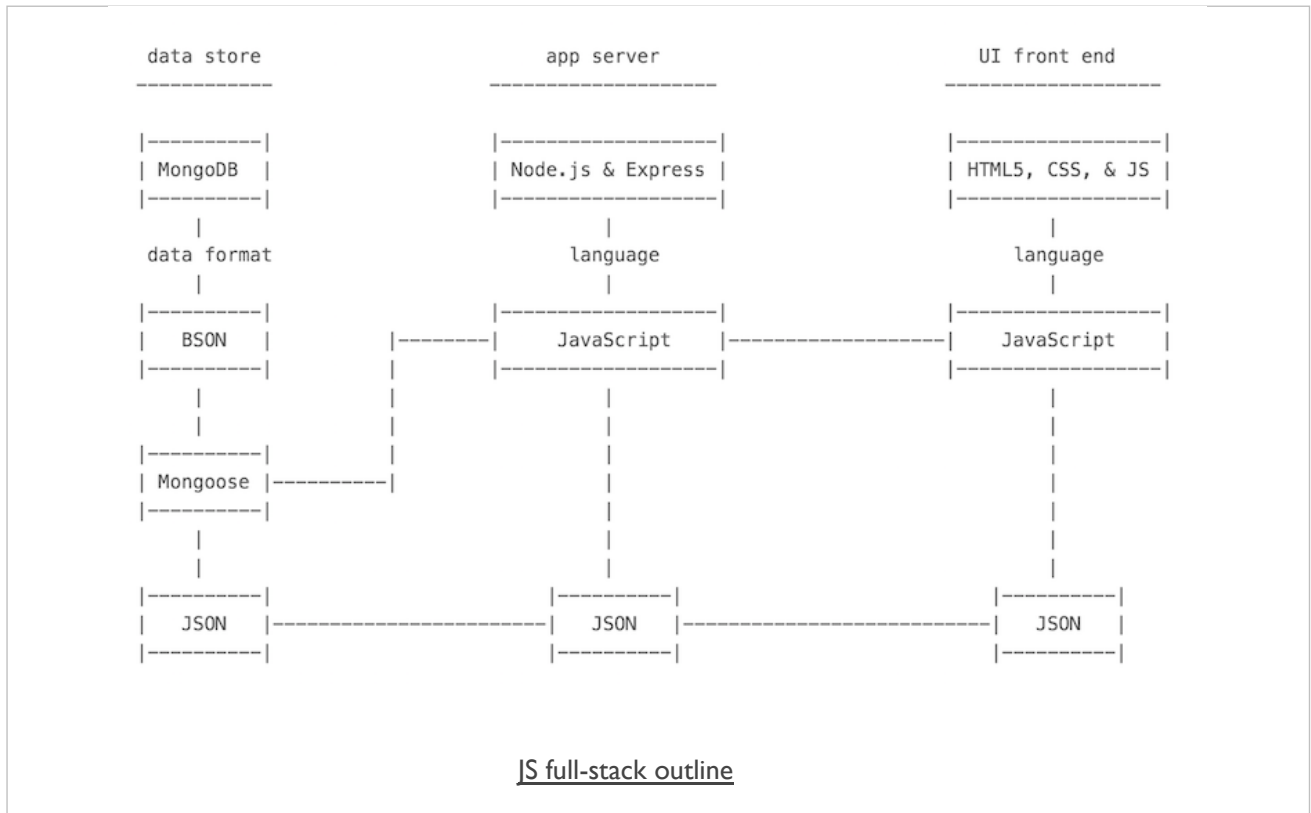 data store app server UI front end
------------ ------------------- -------------------
|----------| |-------------------| |------------------|
| MongoDB | | Node.js & Express | | HTML5, CSS, & JS |
|----------| |-------------------| |------------------|
| | |
data format language language
| | |
|----------| |-------------------| |------------------|
| BSON | |--------| JavaScript |-------------------| JavaScript |
|----------| | |-------------------| |------------------|
| | | |
| | | |
|----------| | | |
| Mongoose |----------| | |
|----------| | |
| | |
| | |
|----------| |----------| |----------|
| JSON |------------------------| JSON |---------------------------| JSON |
|----------| |----------| |----------|
JS full-stack outline